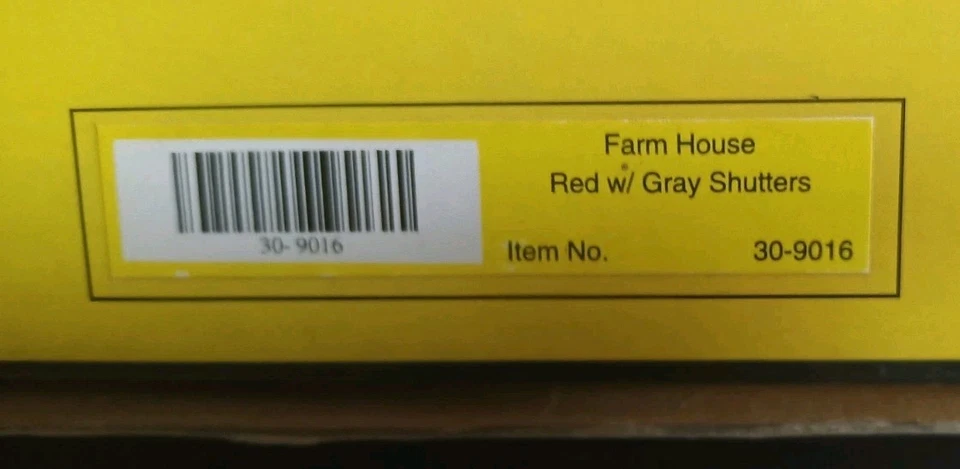 30-9016
Farm House
Red w/ Gray Shutters
Item No. 30-9016